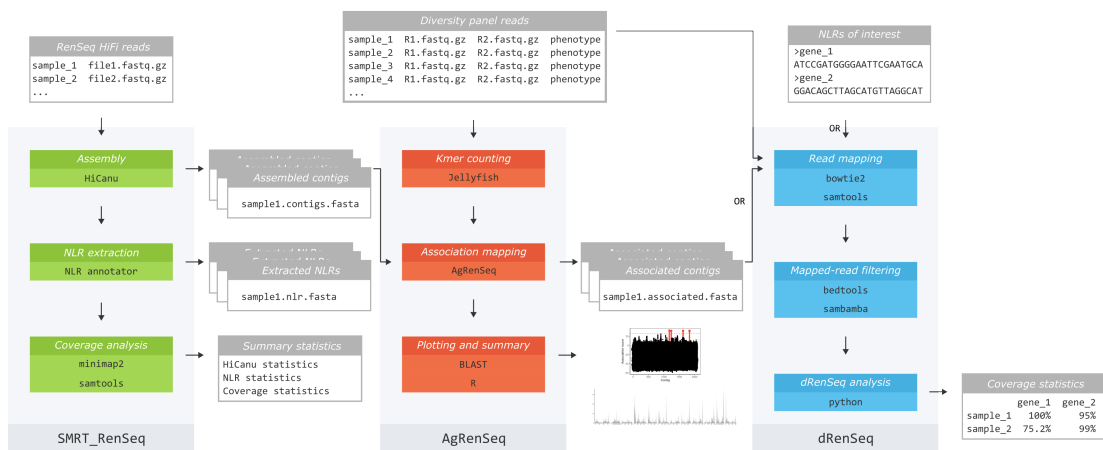 Diversity panel reads
sample_1 R1.fastq.gz R2.fastq.gz phenotype
sample_2 R1.fastq.gz R2.fastq.gz phenotype
sample_3 R1.fastq.gz R2.fastq.gz phenotype
sample_4 R1.fastq.gz R2.fastq.gz phenotype
...
RenSeq HiFi reads
sample_1 file1.fastq.gz
sample_2 file2.fastq.gz
...
NLRs of interest
>gene_1
ATCCGATGGGGAATTCGAATGCA
>gene_2
GGACAGCTTAGCATGTTAGGCAT
OR
Assembly
HiCanu
Assembled contigs
sample1.contigs.fasta
NLR extraction
NLR annotator
Extracted NLRs
sample1.nlr.fasta
Coverage analysis
minimap2
samtools
Summary statistics
HiCanu statistics
NLR statistics
Coverage statistics
SMRT_RenSeq
Kmer counting
Jellyfish
Association mapping
AgRenSeq
Associated contigs
sample1.associated.fasta
OR
Plotting and summary
BLAST
R
AgRenSeq
Read mapping
bowtie2
samtools
Mapped-read filtering
bedtools
sambamba
dRenSeq analysis
python
Coverage statistics
gene_1 gene_2
sample_1 100% 95%
sample_2 75.2% 99%
dRenSeq